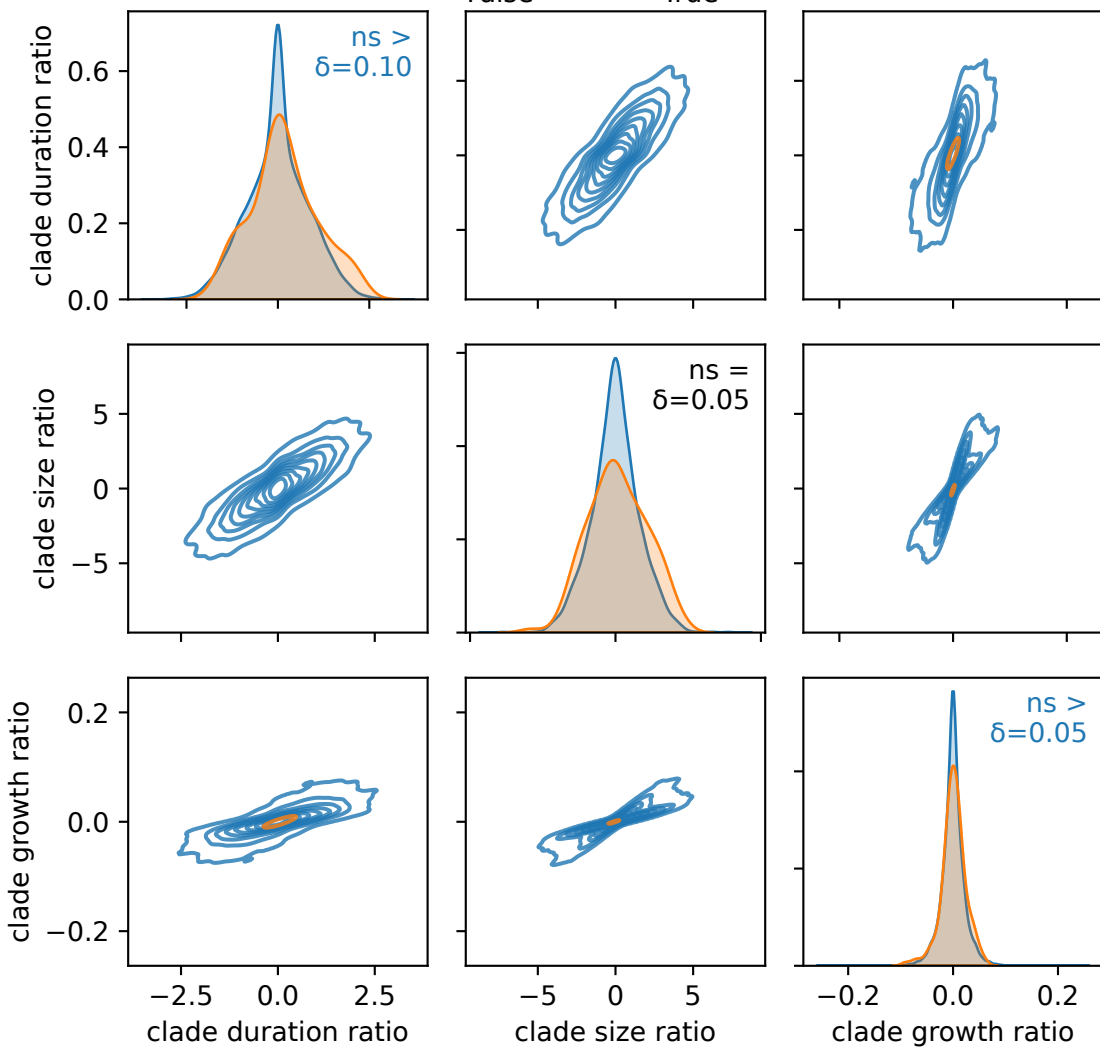 ns >
δ=0.10
0.6
0.4
0.2
0.0
clade duration ratio
ns =
δ=0.05
5
0
−5
clade size ratio
ns >
δ=0.05
0.2
0.0
−0.2
clade growth ratio
−2.5 0.0 2.5
−5 0 5
−0.2 0.0 0.2
clade duration ratio
clade size ratio
clade growth ratio